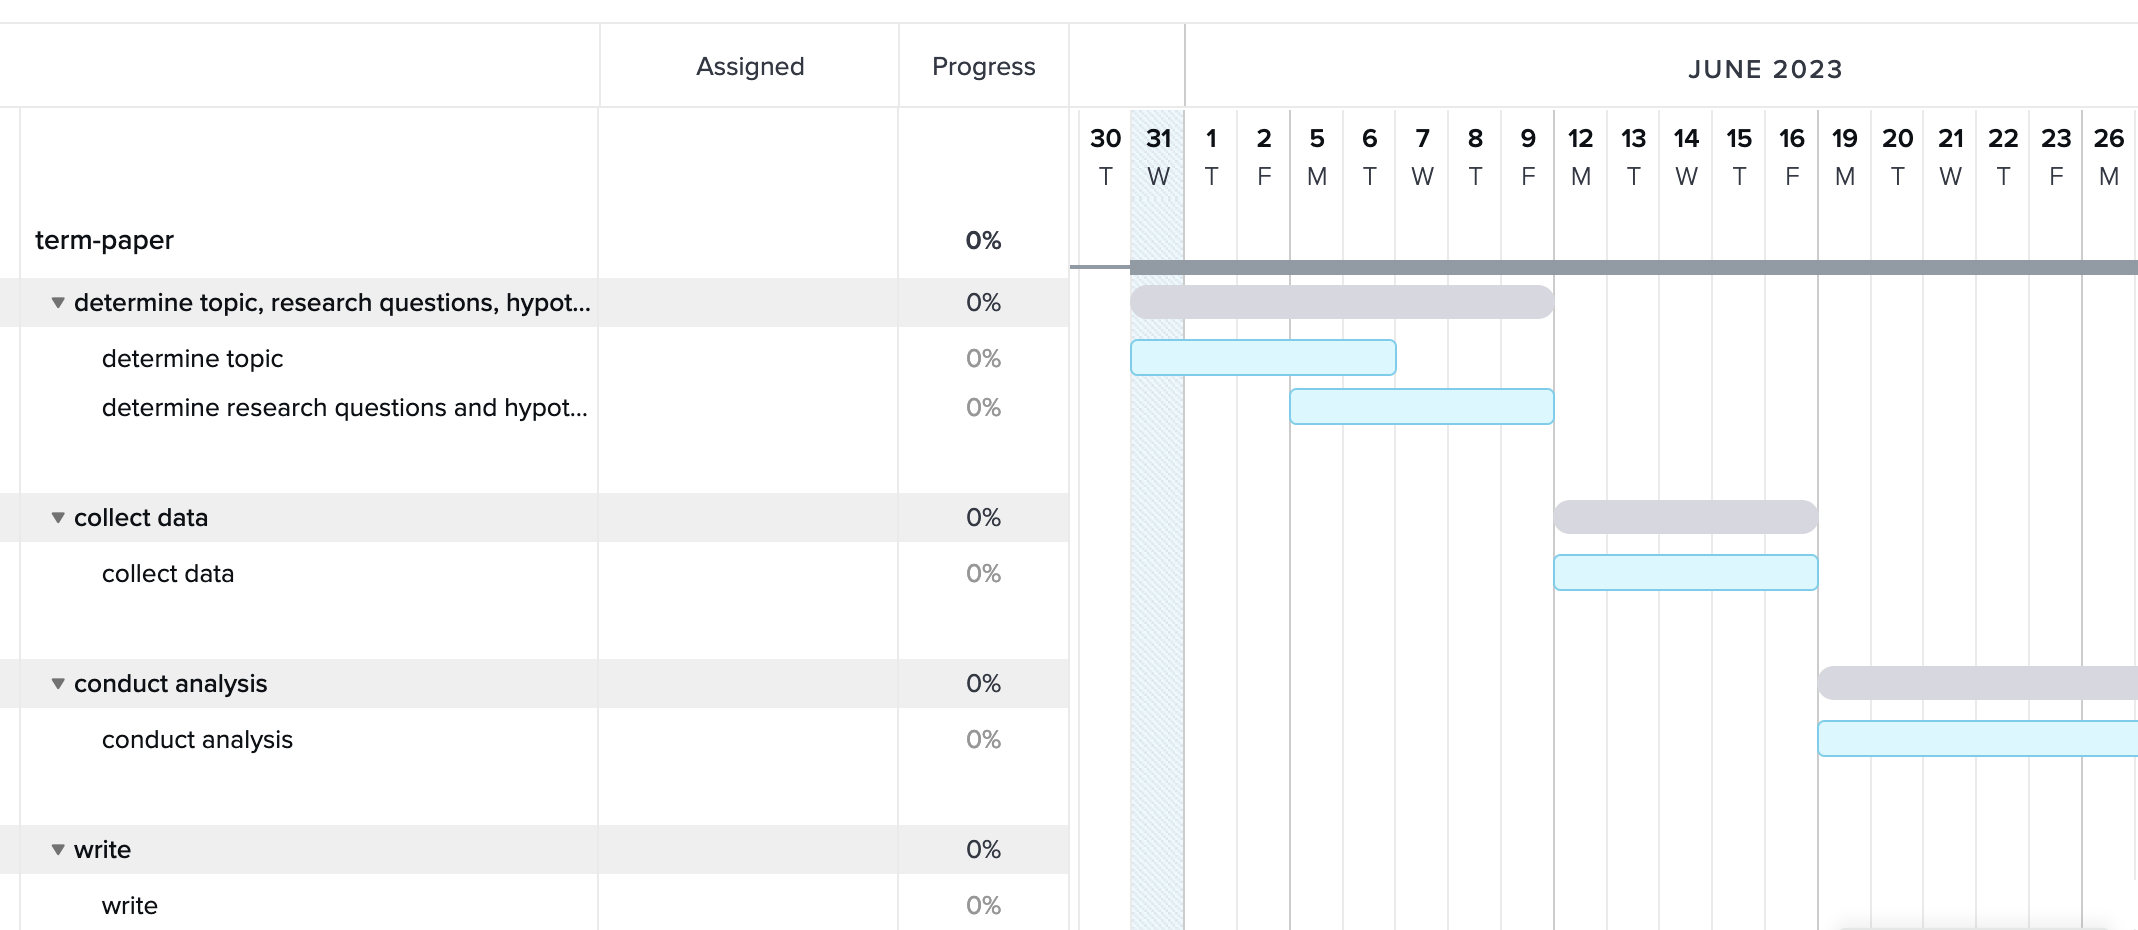 Assigned Progress JUNE 2023
30 31 1 2 5 6 7 8 9 12 13 14 15 16 19 20 21 22 23 26
T W T F M T W T F M T W T F M T W T F M
term-paper 0%
determine topic, research questions, hypot... 0%
determine topic 0%
determine research questions and hypot... 0%
collect data 0%
collect data 0%
conduct analysis 0%
conduct analysis 0%
write 0%
write 0%